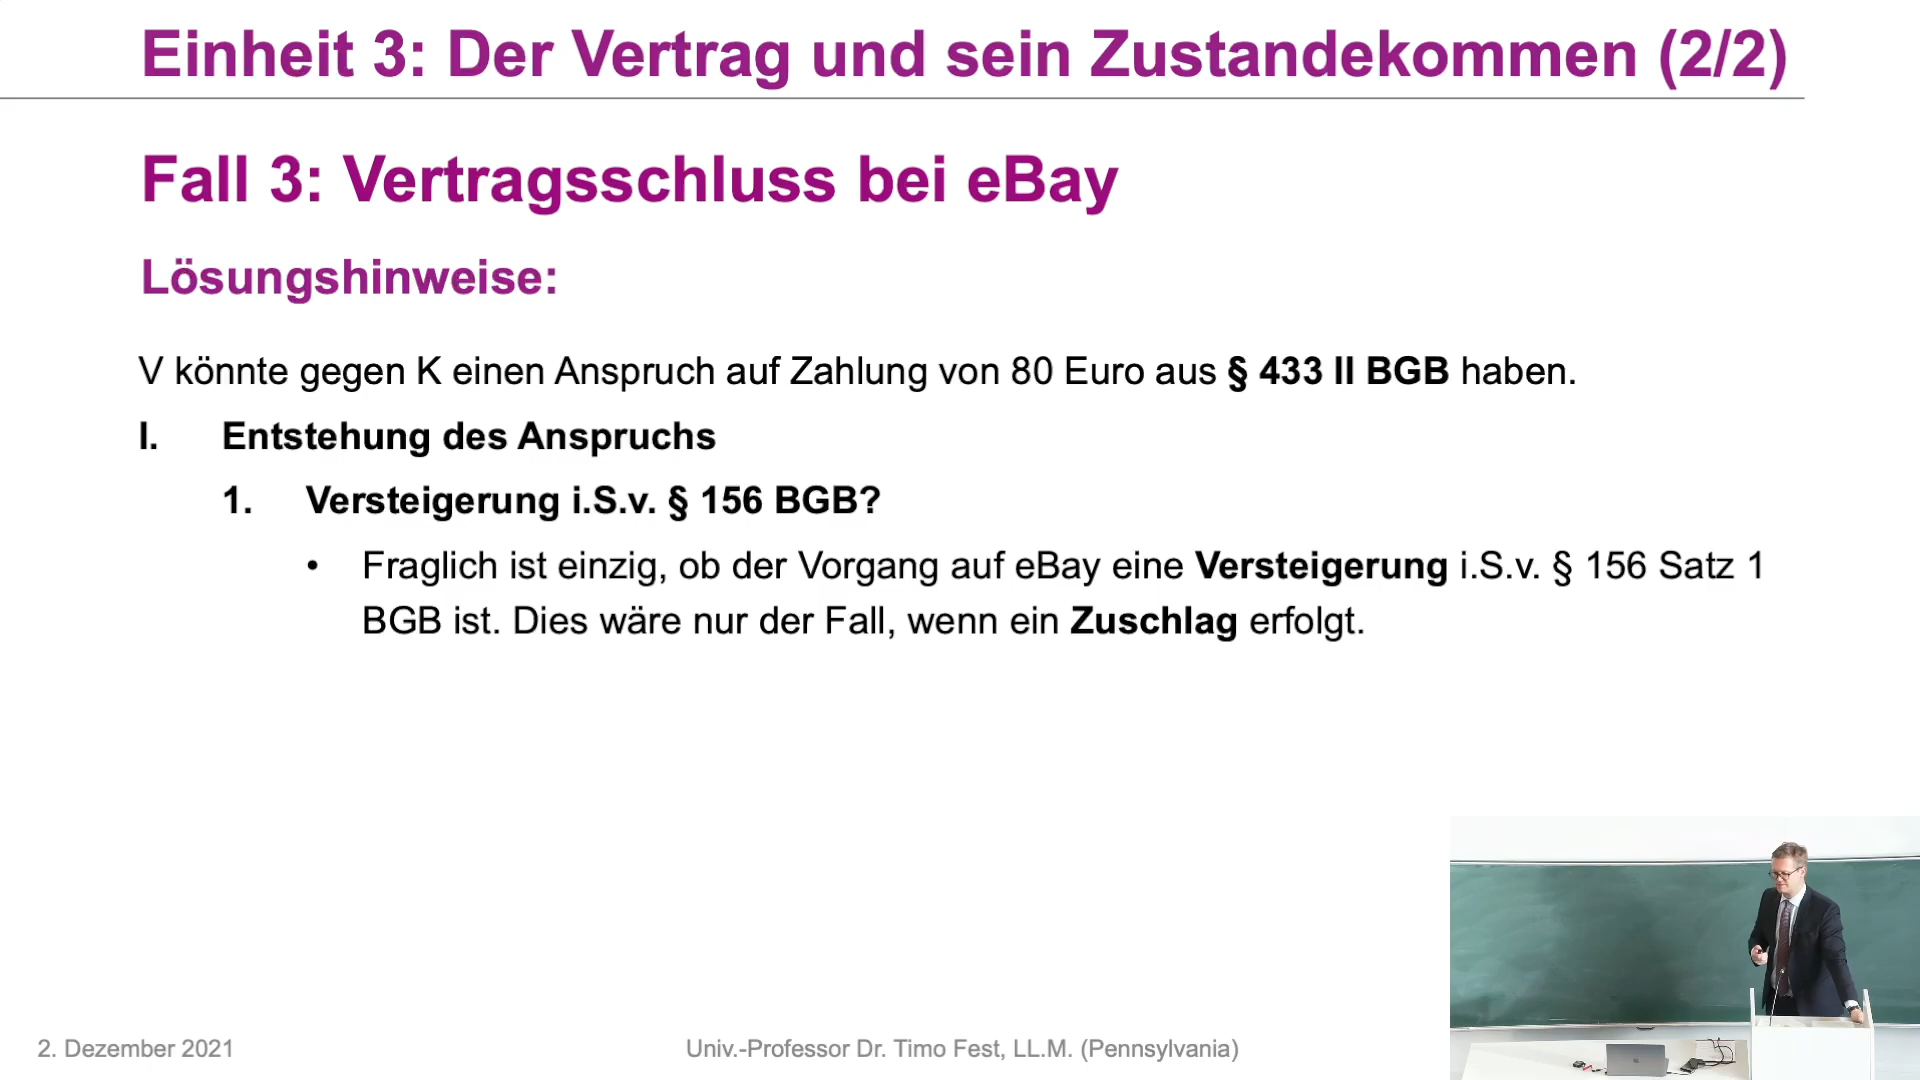 Einheit 3: Der Vertrag und sein Zustandekommen (2/2)
Fall 3: Vertragsschluss bei eBay
Lösungshinweise:
V könnte gegen K einen Anspruch auf Zahlung von 80 Euro aus § 433 II BGB haben.
I. Entstehung des Anspruchs
1. Versteigerung i.S.v. § 156 BGB?
• Fraglich ist einzig, ob der Vorgang auf eBay eine Versteigerung i.S.v. § 156 Satz 1
BGB ist. Dies wäre nur der Fall, wenn ein Zuschlag erfolgt.
2. Dezember 2021
Univ.-Professor Dr. Timo Fest, LL.M. (Pennsylvania)